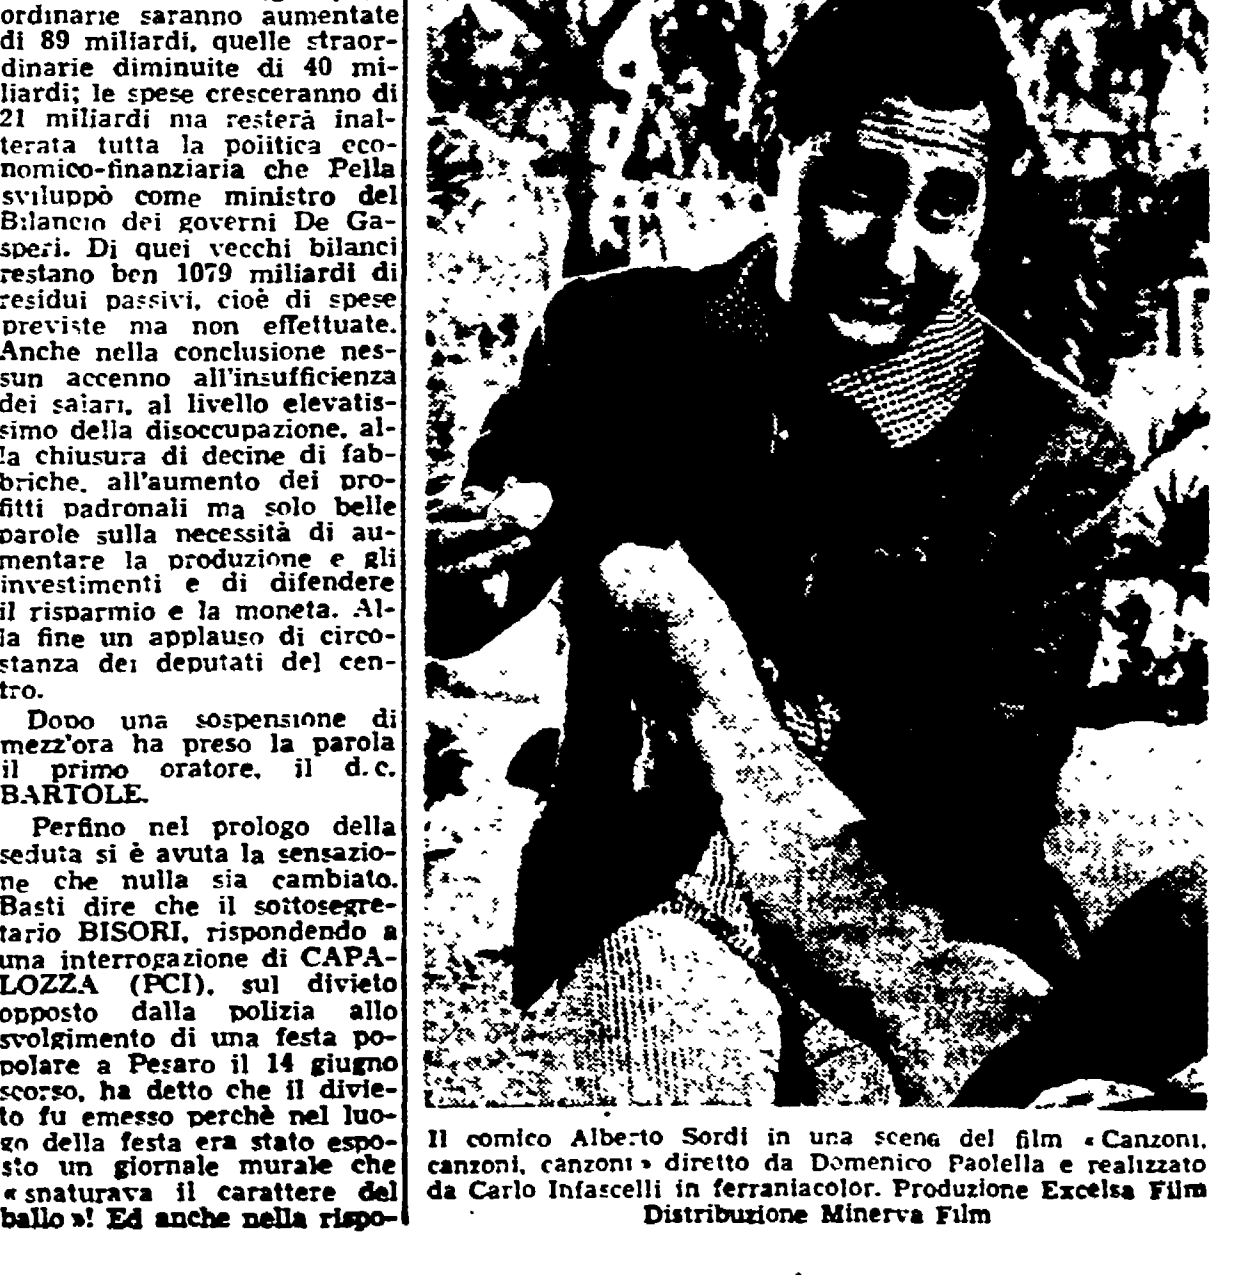 ordinarie saranno aumentate
di 89 miliardi, quelle straor-
dinarie diminuite di 40 mi-
liardi; le spese cresceranno di
21 miliardi ma resterà inal-
terata tutta la politica eco-
nomico-finanziaria che Pella
sviluppò come ministro del
Bilancio dei governi De Ga-
speri. Di quei vecchi bilanci
restano ben 1079 miliardi di
residui passivi, cioè di spese
previste ma non effettuate.
Anche nella conclusione nes-
sun accenno all'insufficienza
dei salari, al livello elevatis-
simo della disoccupazione, al-
la chiusura di decine di fab-
briche, all'aumento dei pro-
fitti padronali ma solo belle
parole sulla necessità di au-
mentare la produzione e gli
investimenti e di difendere
il risparmio e la moneta. Al-
la fine un applauso di circo-
stanza dei deputati del cen-
tro.
Dopo una sospensione di
mezz'ora ha preso la parola
il primo oratore, il d.c.
BARTOLE.
Perfino nel prologo della
seduta si è avuta la sensazio-
ne che nulla sia cambiato.
Basti dire che il sottosegre-
tario BISORI, rispondendo a
una interrogazione di CAPA-
LOZZA (PCI), sul divieto
opposto dalla polizia allo
svolgimento di una festa po-
polare a Pesaro il 14 giugno
scorso, ha detto che il divie-
to fu emesso perchè nel luo-
go della festa era stato espo-
sto un giornale murale che
« snaturava il carattere del
ballo »! Ed anche nella rispo-
Il comico Alberto Sordi in una scena del film « Canzoni,
canzoni, canzoni » diretto da Domenico Paolella e realizzato
da Carlo Infascelli in ferraniacolor. Produzione Excelsa Film
Distribuzione Minerva Film